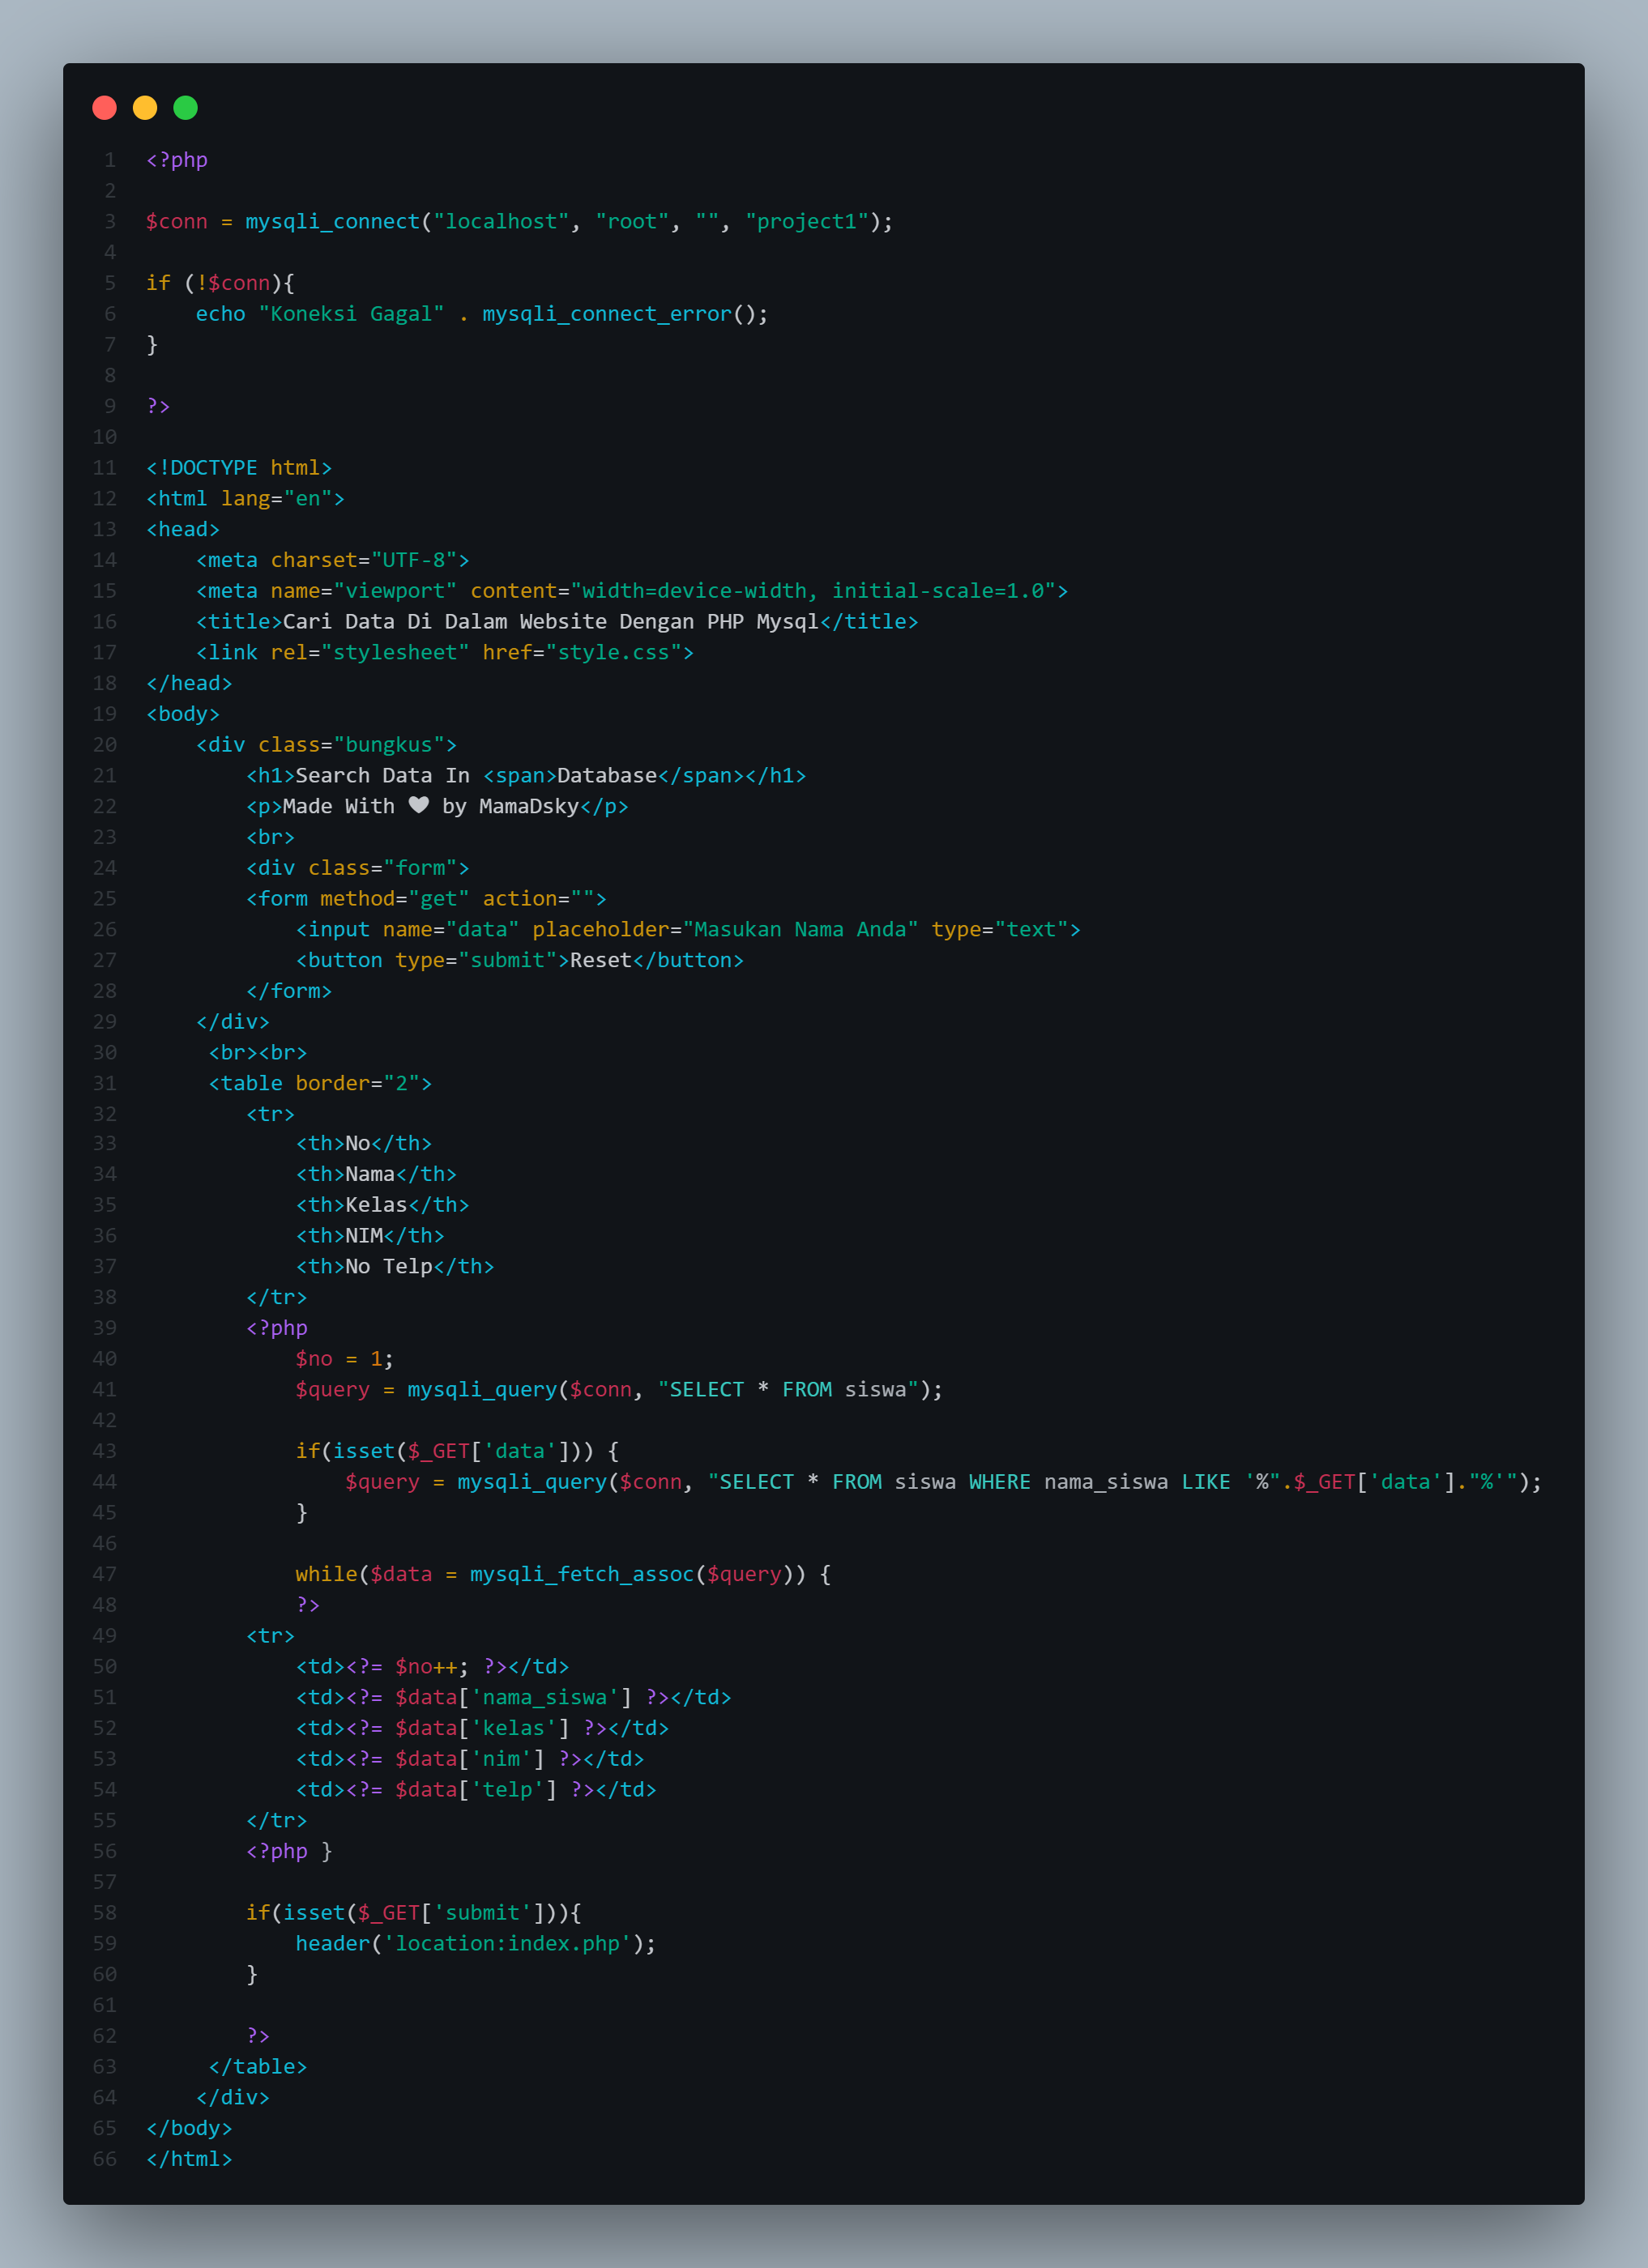 1 <?php
2
3 $conn = mysqli_connect("localhost", "root", "", "project1");
4
5 if (!$conn){
6     echo "Koneksi Gagal" . mysqli_connect_error();
7 }
8
9 ?>
10
11 <!DOCTYPE html>
12 <html lang="en">
13 <head>
14     <meta charset="UTF-8">
15     <meta name="viewport" content="width=device-width, initial-scale=1.0">
16     <title>Cari Data Di Dalam Website Dengan PHP Mysql</title>
17     <link rel="stylesheet" href="style.css">
18 </head>
19 <body>
20     <div class="bungkus">
21         <h1>Search Data In <span>Database</span></h1>
22         <p>Made With ❤ by MamaDsky</p>
23         <br>
24         <div class="form">
25         <form method="get" action="">
26             <input name="data" placeholder="Masukan Nama Anda" type="text">
27             <button type="submit">Reset</button>
28         </form>
29     </div>
30      <br><br>
31      <table border="2">
32         <tr>
33             <th>No</th>
34             <th>Nama</th>
35             <th>Kelas</th>
36             <th>NIM</th>
37             <th>No Telp</th>
38         </tr>
39         <?php
40             $no = 1;
41             $query = mysqli_query($conn, "SELECT * FROM siswa");
42
43             if(isset($_GET['data'])) {
44                 $query = mysqli_query($conn, "SELECT * FROM siswa WHERE nama_siswa LIKE '%".$_GET['data']."%'");
45             }
46
47             while($data = mysqli_fetch_assoc($query)) {
48             ?>
49         <tr>
50             <td><?= $no++; ?></td>
51             <td><?= $data['nama_siswa'] ?></td>
52             <td><?= $data['kelas'] ?></td>
53             <td><?= $data['nim'] ?></td>
54             <td><?= $data['telp'] ?></td>
55         </tr>
56         <?php }
57
58         if(isset($_GET['submit'])){
59             header('location:index.php');
60         }
61
62         ?>
63      </table>
64     </div>
65 </body>
66 </html>